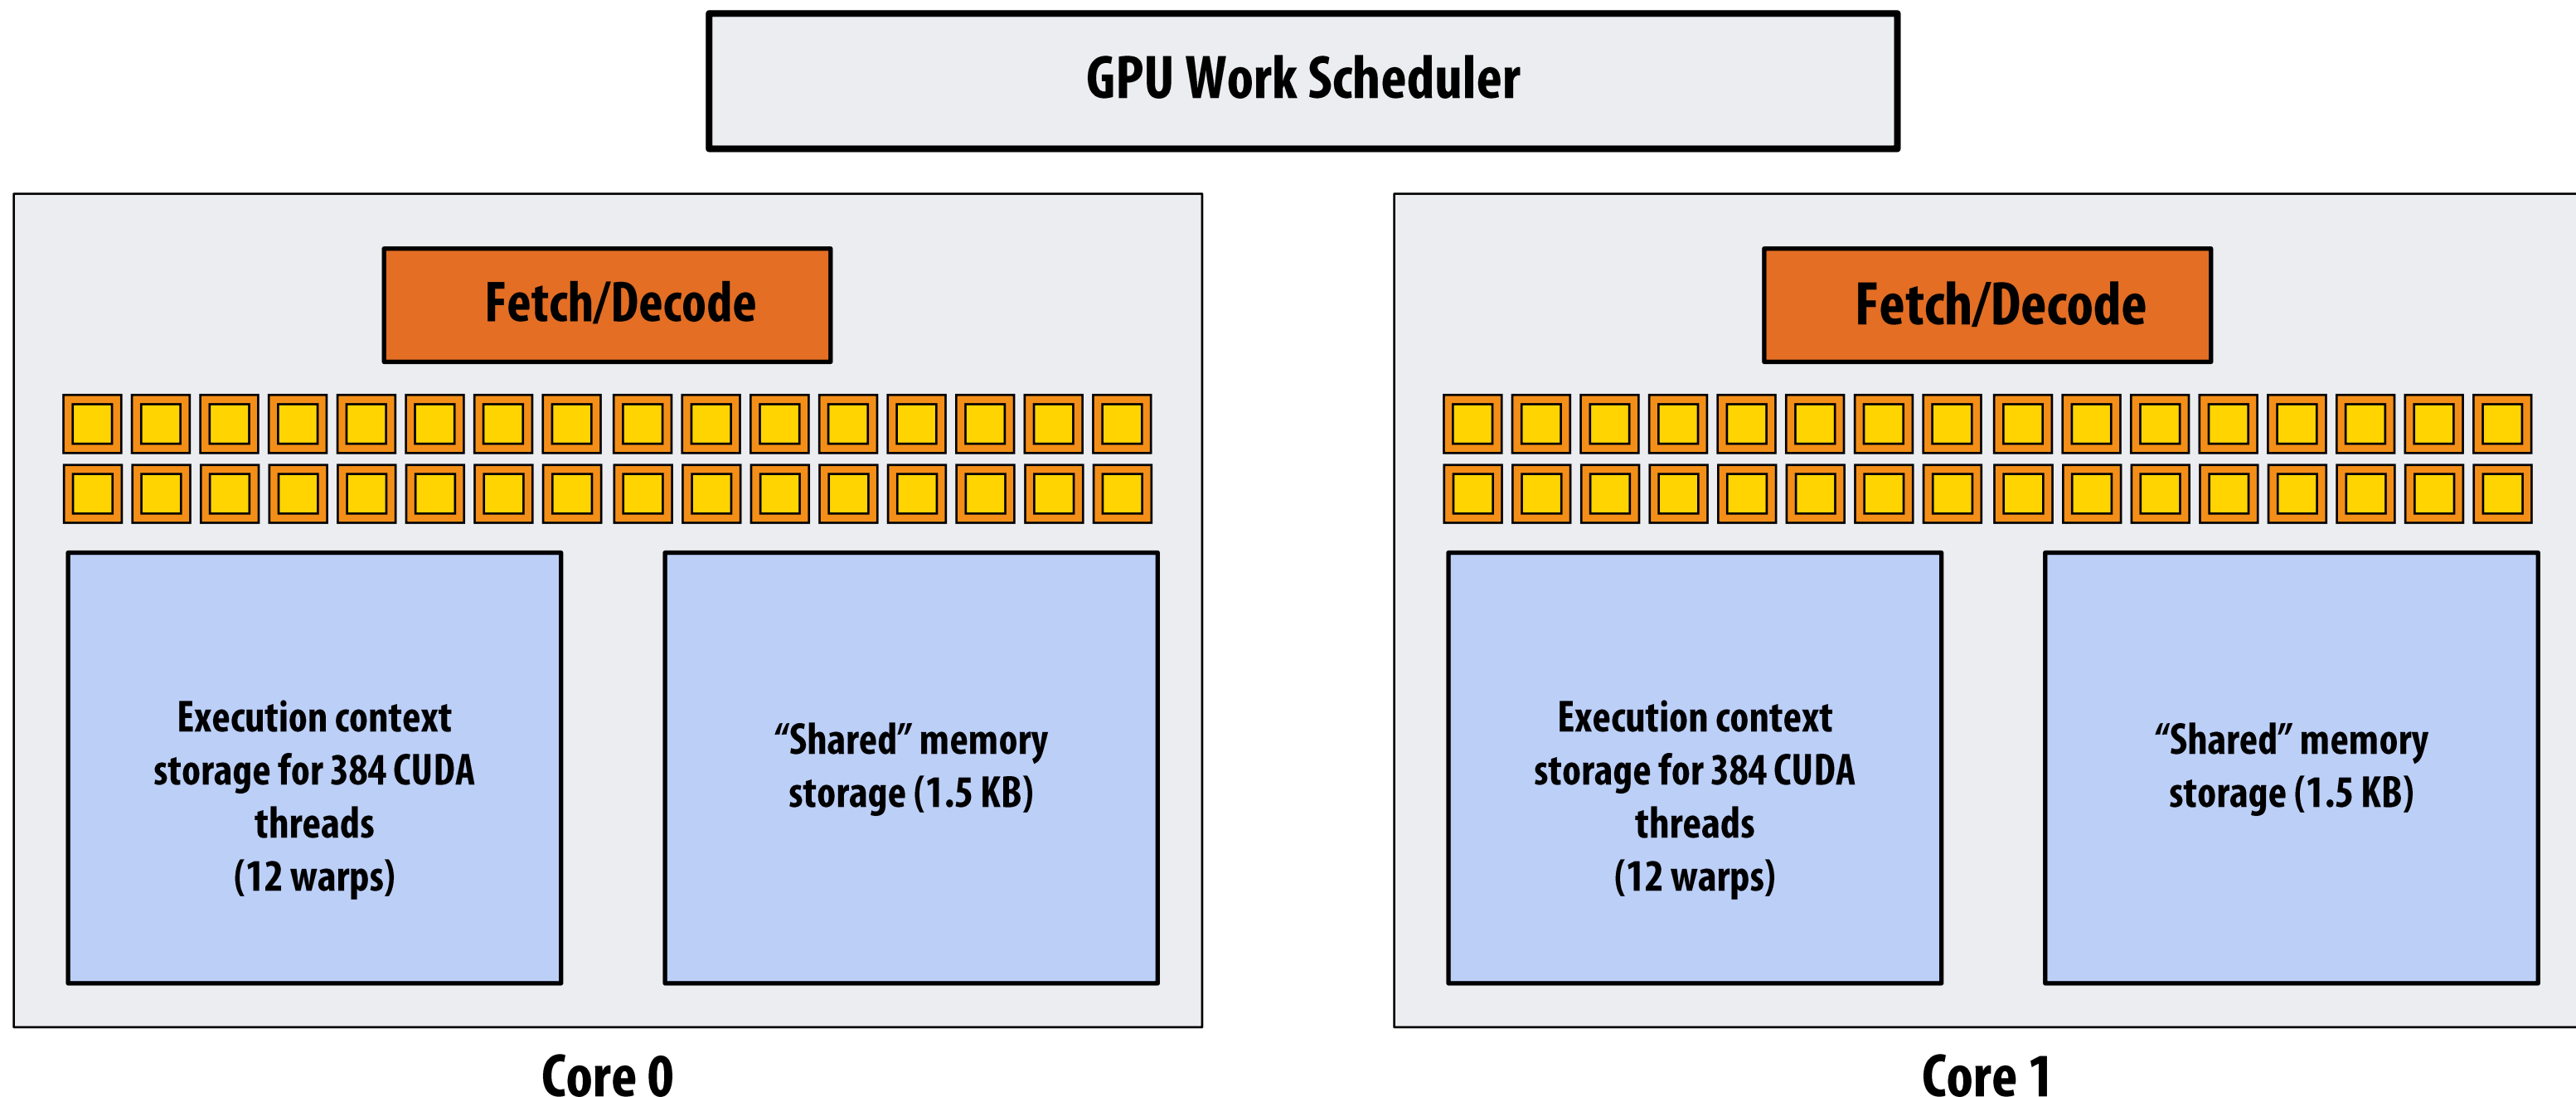 GPU Work Scheduler
Fetch/Decode
Execution context
storage for 384 CUDA
threads
(12 warps)
“Shared” memory
storage (1.5 KB)
Core 0
Fetch/Decode
Execution context
storage for 384 CUDA
threads
(12 warps)
“Shared” memory
storage (1.5 KB)
Core 1